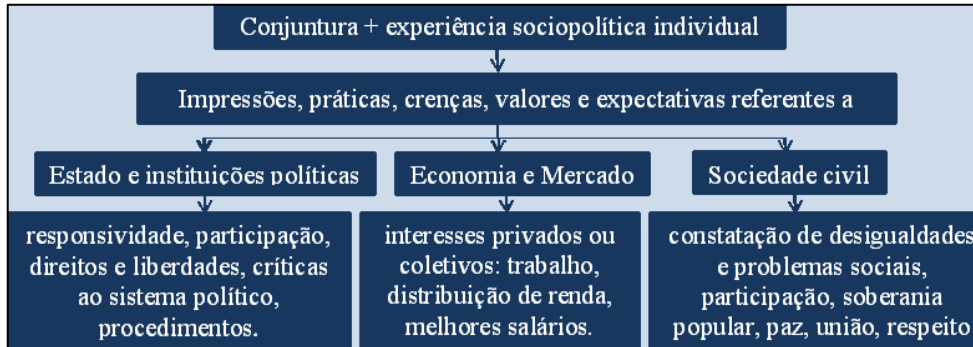 Conjuntura + experiência sociopolítica individual
Impressões, práticas, crenças, valores e expectativas referentes a
Estado e instituições políticas
Economia e Mercado
Sociedade civil
responsividade, participação,
direitos e liberdades, críticas
ao sistema político,
procedimentos.
interesses privados ou
coletivos: trabalho,
distribuição de renda,
melhores salários.
constatação de desigualdades
e problemas sociais,
participação, soberania
popular, paz, união, respeito